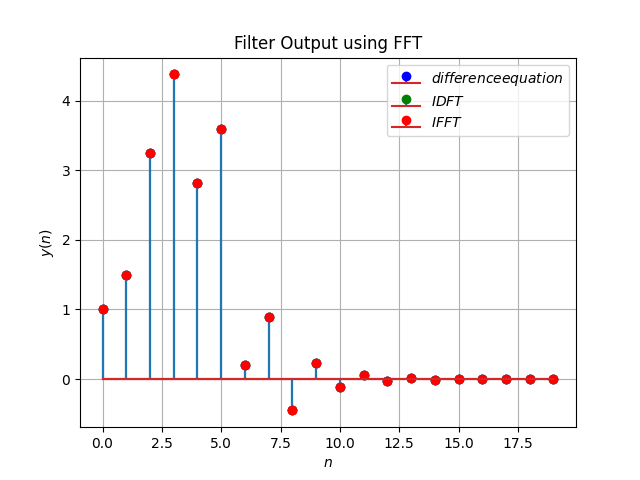 Filter Output using FFT
differenceequation
IDFT
IFFT
y(n)
4
3
2
1
0
0.0 2.5 5.0 7.5 10.0 12.5 15.0 17.5
n